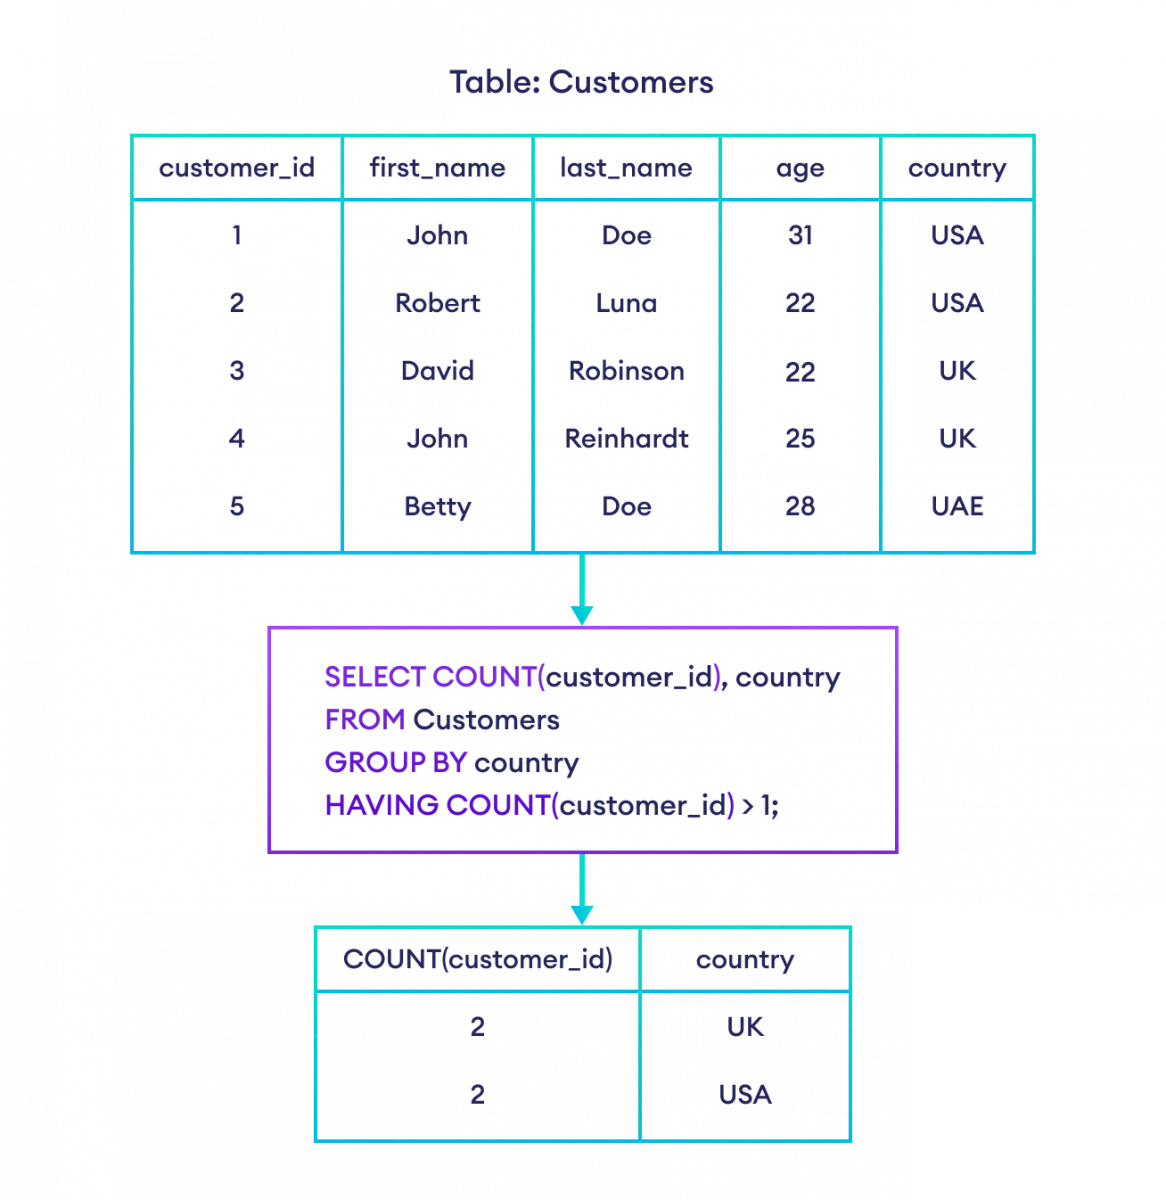 Table: Customers
customer_id first_name last_name age country
1 John Doe 31 USA
2 Robert Luna 22 USA
3 David Robinson 22 UK
4 John Reinhardt 25 UK
5 Betty Doe 28 UAE
SELECT COUNT(customer_id), country
FROM Customers
GROUP BY country
HAVING COUNT(customer_id) > 1;
COUNT(customer_id) country
2 UK
2 USA